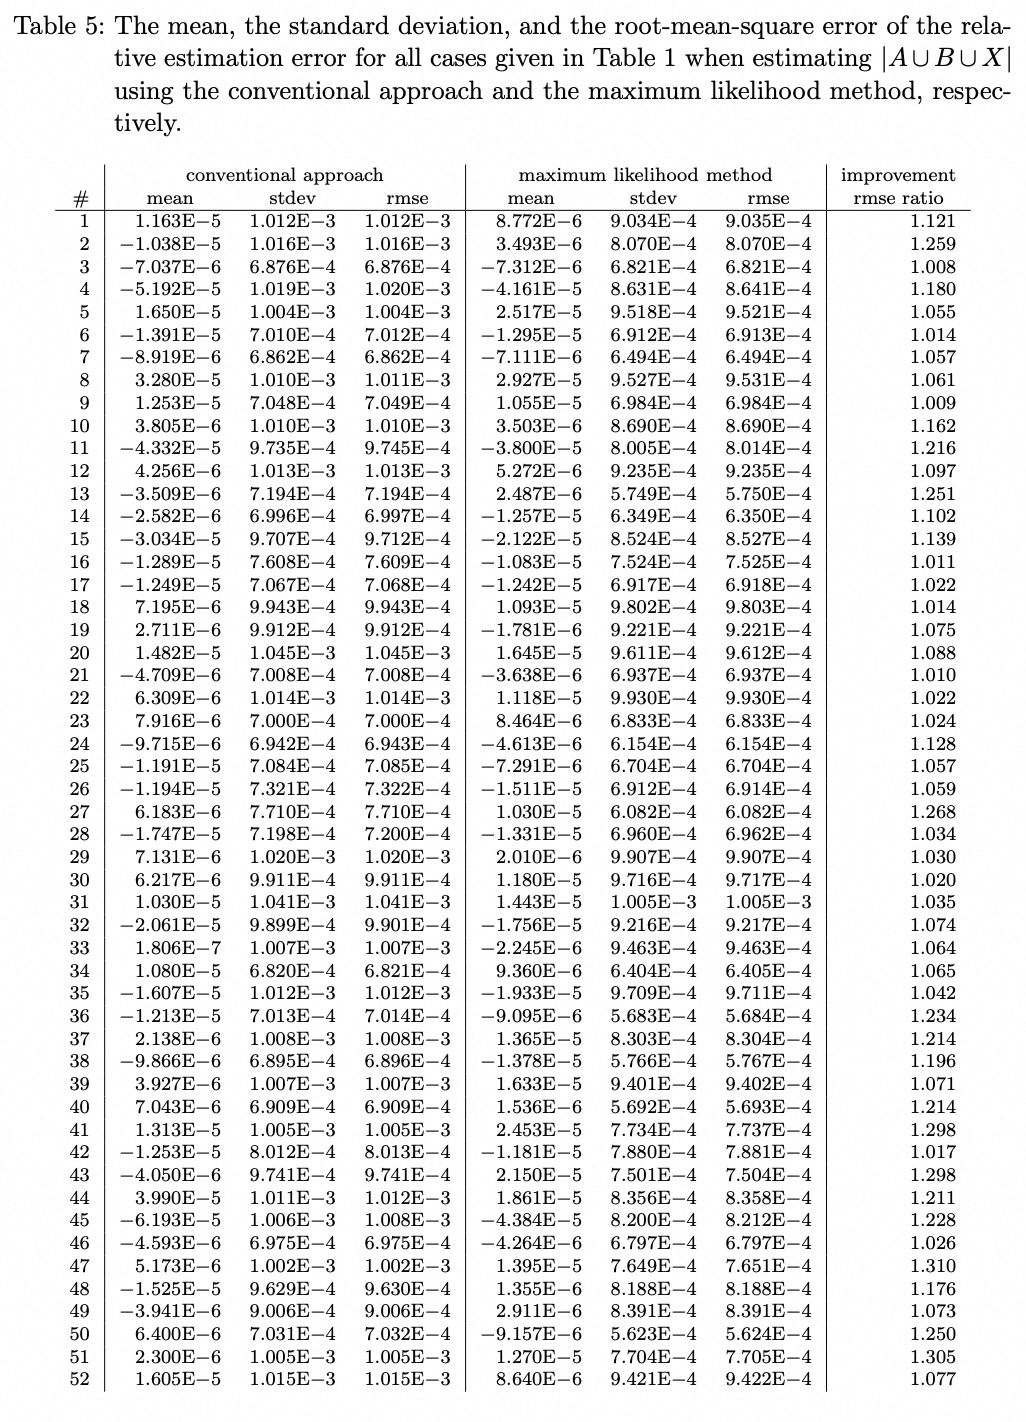 Table 5: The mean, the standard deviation, and the root-mean-square error of the rela-
tive estimation error for all cases given in Table 1 when estimating |A ∪ B ∪ X|
using the conventional approach and the maximum likelihood method, respec-
tively.
conventional approach maximum likelihood method improvement
# mean stdev rmse mean stdev rmse rmse ratio
1 1.163E−5 1.012E−3 1.012E−3 8.772E−6 9.034E−4 9.035E−4 1.121
2 −1.038E−5 1.016E−3 1.016E−3 3.493E−6 8.070E−4 8.070E−4 1.259
3 −7.037E−6 6.876E−4 6.876E−4 −7.312E−6 6.821E−4 6.821E−4 1.008
4 −5.192E−5 1.019E−3 1.020E−3 −4.161E−5 8.631E−4 8.641E−4 1.180
5 1.650E−5 1.004E−3 1.004E−3 2.517E−5 9.518E−4 9.521E−4 1.055
6 −1.391E−5 7.010E−4 7.012E−4 −1.295E−5 6.912E−4 6.913E−4 1.014
7 −8.919E−6 6.862E−4 6.862E−4 −7.111E−6 6.494E−4 6.494E−4 1.057
8 3.280E−5 1.010E−3 1.011E−3 2.927E−5 9.527E−4 9.531E−4 1.061
9 1.253E−5 7.048E−4 7.049E−4 1.055E−5 6.984E−4 6.984E−4 1.009
10 3.805E−6 1.010E−3 1.010E−3 3.503E−6 8.690E−4 8.690E−4 1.162
11 −4.332E−5 9.735E−4 9.745E−4 −3.800E−5 8.005E−4 8.014E−4 1.216
12 4.256E−6 1.013E−3 1.013E−3 5.272E−6 9.235E−4 9.235E−4 1.097
13 −3.509E−6 7.194E−4 7.194E−4 2.487E−6 5.749E−4 5.750E−4 1.251
14 −2.582E−6 6.996E−4 6.997E−4 −1.257E−5 6.349E−4 6.350E−4 1.102
15 −3.034E−5 9.707E−4 9.712E−4 −2.122E−5 8.524E−4 8.527E−4 1.139
16 −1.289E−5 7.608E−4 7.609E−4 −1.083E−5 7.524E−4 7.525E−4 1.011
17 −1.249E−5 7.067E−4 7.068E−4 −1.242E−5 6.917E−4 6.918E−4 1.022
18 7.195E−6 9.943E−4 9.943E−4 1.093E−5 9.802E−4 9.803E−4 1.014
19 2.711E−6 9.912E−4 9.912E−4 −1.781E−6 9.221E−4 9.221E−4 1.075
20 1.482E−5 1.045E−3 1.045E−3 1.645E−5 9.611E−4 9.612E−4 1.088
21 −4.709E−6 7.008E−4 7.008E−4 −3.638E−6 6.937E−4 6.937E−4 1.010
22 6.309E−6 1.014E−3 1.014E−3 1.118E−5 9.930E−4 9.930E−4 1.022
23 7.916E−6 7.000E−4 7.000E−4 8.464E−6 6.833E−4 6.833E−4 1.024
24 −9.715E−6 6.942E−4 6.943E−4 −4.613E−6 6.154E−4 6.154E−4 1.128
25 −1.191E−5 7.084E−4 7.085E−4 −7.291E−6 6.704E−4 6.704E−4 1.057
26 −1.194E−5 7.321E−4 7.322E−4 −1.511E−5 6.912E−4 6.914E−4 1.059
27 6.183E−6 7.710E−4 7.710E−4 1.030E−5 6.082E−4 6.082E−4 1.268
28 −1.747E−5 7.198E−4 7.200E−4 −1.331E−5 6.960E−4 6.962E−4 1.034
29 7.131E−6 1.020E−3 1.020E−3 2.010E−6 9.907E−4 9.907E−4 1.030
30 6.217E−6 9.911E−4 9.911E−4 1.180E−5 9.716E−4 9.717E−4 1.020
31 1.030E−5 1.041E−3 1.041E−3 1.443E−5 1.005E−3 1.005E−3 1.035
32 −2.061E−5 9.899E−4 9.901E−4 −1.756E−5 9.216E−4 9.217E−4 1.074
33 1.806E−7 1.007E−3 1.007E−3 −2.245E−6 9.463E−4 9.463E−4 1.064
34 1.080E−5 6.820E−4 6.821E−4 9.360E−6 6.404E−4 6.405E−4 1.065
35 −1.607E−5 1.012E−3 1.012E−3 −1.933E−5 9.709E−4 9.711E−4 1.042
36 −1.213E−5 7.013E−4 7.014E−4 −9.095E−6 5.683E−4 5.684E−4 1.234
37 2.138E−6 1.008E−3 1.008E−3 1.365E−5 8.303E−4 8.304E−4 1.214
38 −9.866E−6 6.895E−4 6.896E−4 −1.378E−5 5.766E−4 5.767E−4 1.196
39 3.927E−6 1.007E−3 1.007E−3 1.633E−5 9.401E−4 9.402E−4 1.071
40 7.043E−6 6.909E−4 6.909E−4 1.536E−6 5.692E−4 5.693E−4 1.214
41 1.313E−5 1.005E−3 1.005E−3 2.453E−5 7.734E−4 7.737E−4 1.298
42 −1.253E−5 8.012E−4 8.013E−4 −1.181E−5 7.880E−4 7.881E−4 1.017
43 −4.050E−6 9.741E−4 9.741E−4 2.150E−5 7.501E−4 7.504E−4 1.298
44 3.990E−5 1.011E−3 1.012E−3 1.861E−5 8.356E−4 8.358E−4 1.211
45 −6.193E−5 1.006E−3 1.008E−3 −4.384E−5 8.200E−4 8.212E−4 1.228
46 −4.593E−6 6.975E−4 6.975E−4 −4.264E−6 6.797E−4 6.797E−4 1.026
47 5.173E−6 1.002E−3 1.002E−3 1.395E−5 7.649E−4 7.651E−4 1.310
48 −1.525E−5 9.629E−4 9.630E−4 1.355E−6 8.188E−4 8.188E−4 1.176
49 −3.941E−6 9.006E−4 9.006E−4 2.911E−6 8.391E−4 8.391E−4 1.073
50 6.400E−6 7.031E−4 7.032E−4 −9.157E−6 5.623E−4 5.624E−4 1.250
51 2.300E−6 1.005E−3 1.005E−3 1.270E−5 7.704E−4 7.705E−4 1.305
52 1.605E−5 1.015E−3 1.015E−3 8.640E−6 9.421E−4 9.422E−4 1.077